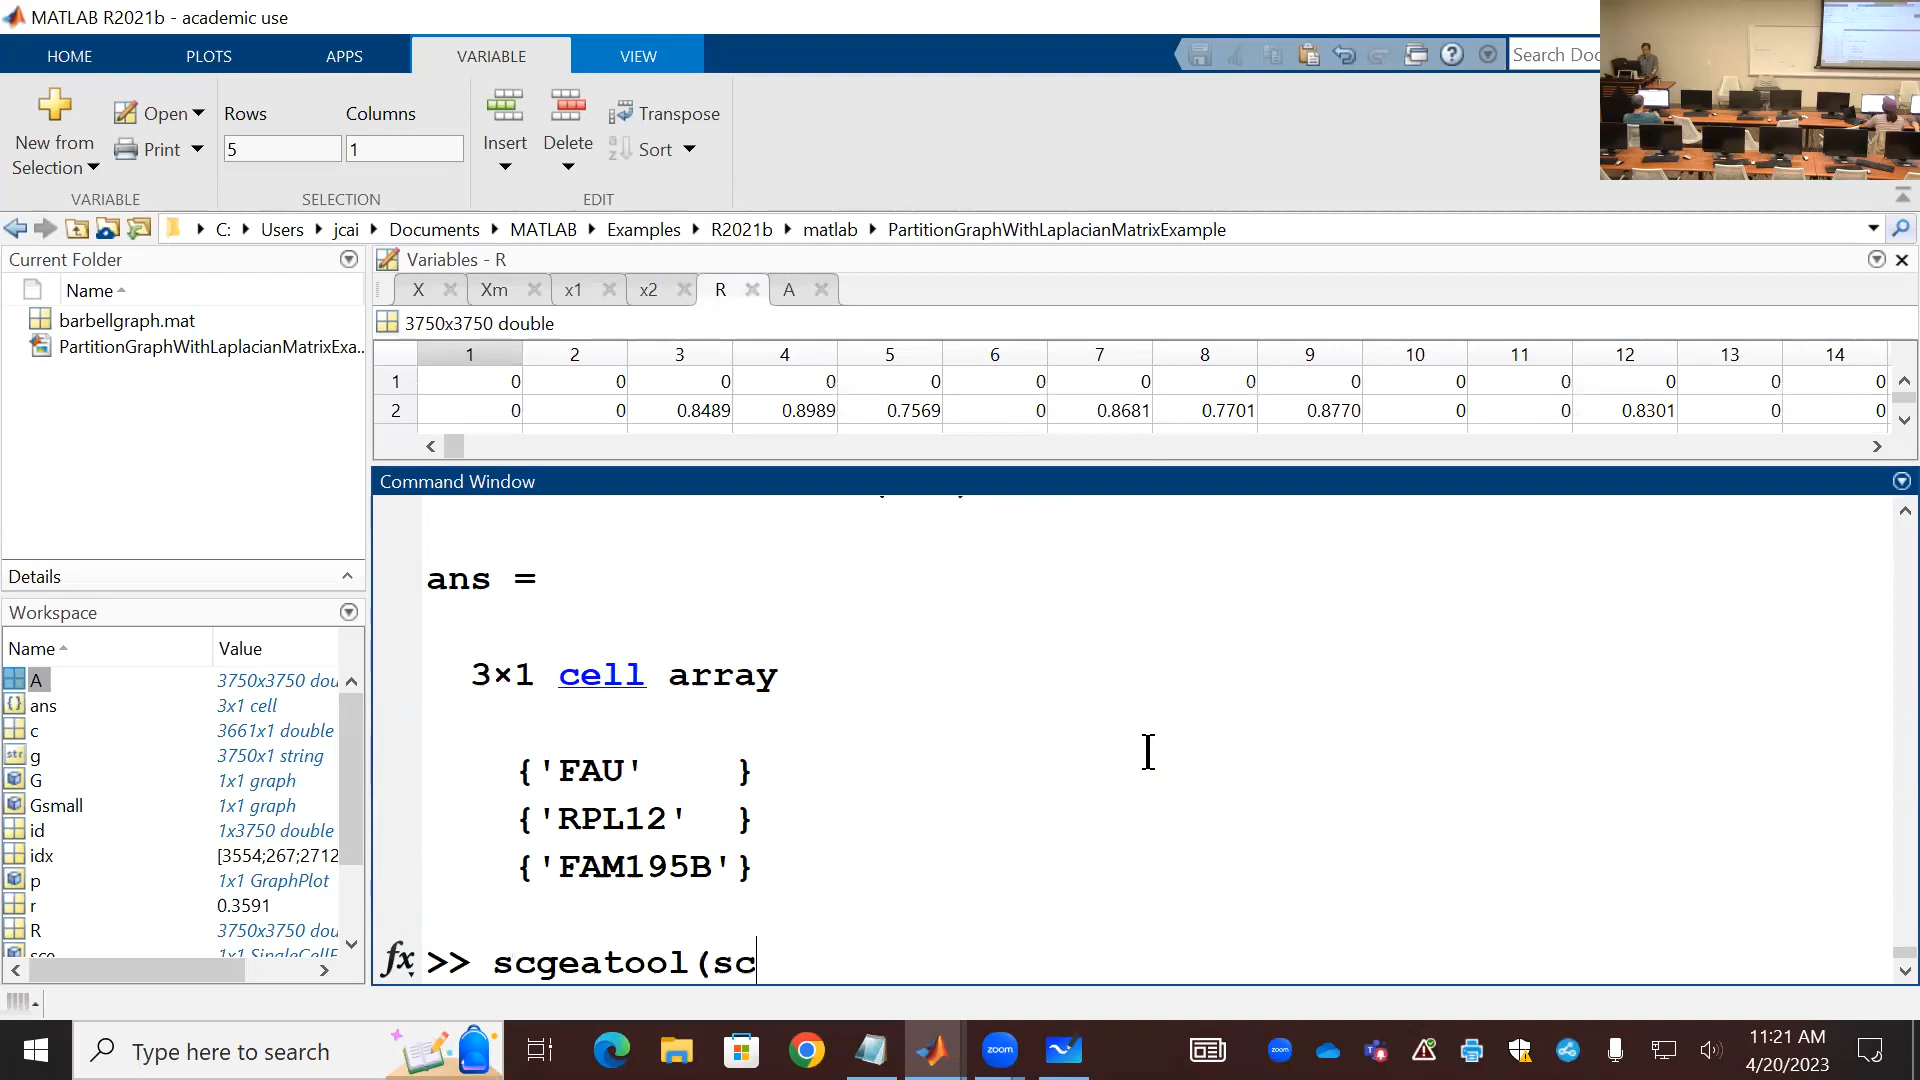 MATLAB R2021b - academic use
HOME PLOTS APPS VARIABLE VIEW
Search Doc
New from Selection
Open
Print
Rows Columns
5 1
Insert Delete
Transpose
Sort
VARIABLE SELECTION EDIT
C: Users jcai Documents MATLAB Examples R2021b matlab PartitionGraphWithLaplacianMatrixExample
Current Folder
Name
barbellgraph.mat
PartitionGraphWithLaplacianMatrixExa...
Details
Workspace
Name Value
A 3750x3750 dou
ans 3x1 cell
c 3661x1 double
g 3750x1 string
G 1x1 graph
Gsmall 1x1 graph
id 1x3750 double
idx [3554;267;2712
p 1x1 GraphPlot
r 0.3591
R 3750x3750 dou
sce 1x1 SingleCellE
Variables - R
X Xm x1 x2 R A
3750x3750 double
1 2 3 4 5 6 7 8 9 10 11 12 13 14
1 0 0 0 0 0 0 0 0 0 0 0 0 0 0
2 0 0 0.8489 0.8989 0.7569 0 0.8681 0.7701 0.8770 0 0 0.8301 0 0
Command Window
ans =
3×1 cell array
{'FAU' }
{'RPL12' }
{'FAM195B'}
fx >> scgeatool(sc
Type here to search
zoom
zoom
11:21 AM
4/20/2023